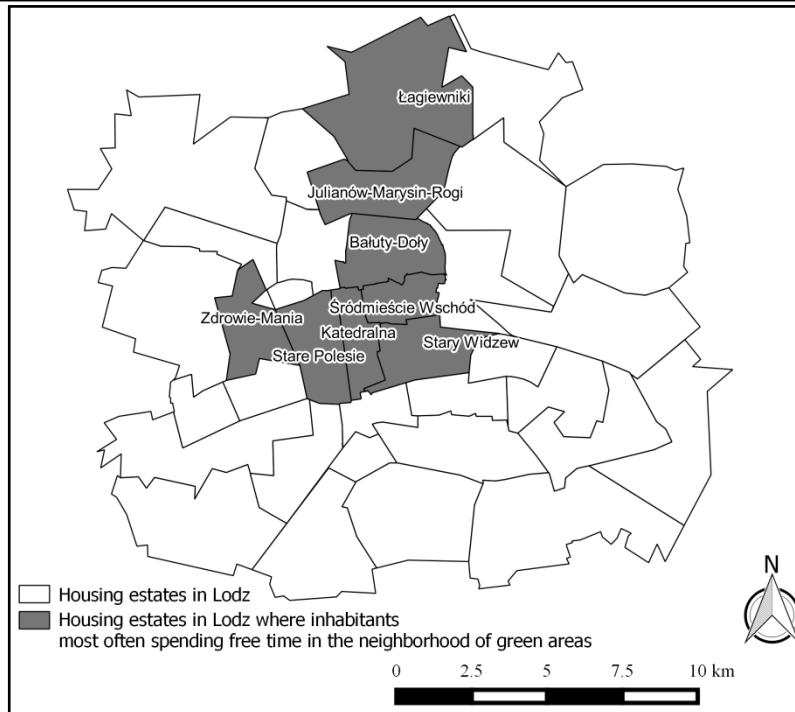 Łagiewniki
Julianów-Marysin-Rogi
Bałuty-Doły
Śródmieście Wschód
Zdrowie-Mania
Katedralna
Stary Widzew
Stare Polesie
Housing estates in Lodz
Housing estates in Lodz where inhabitants
most often spending free time in the neighborhood of green areas
N
0 2.5 5 7.5 10 km